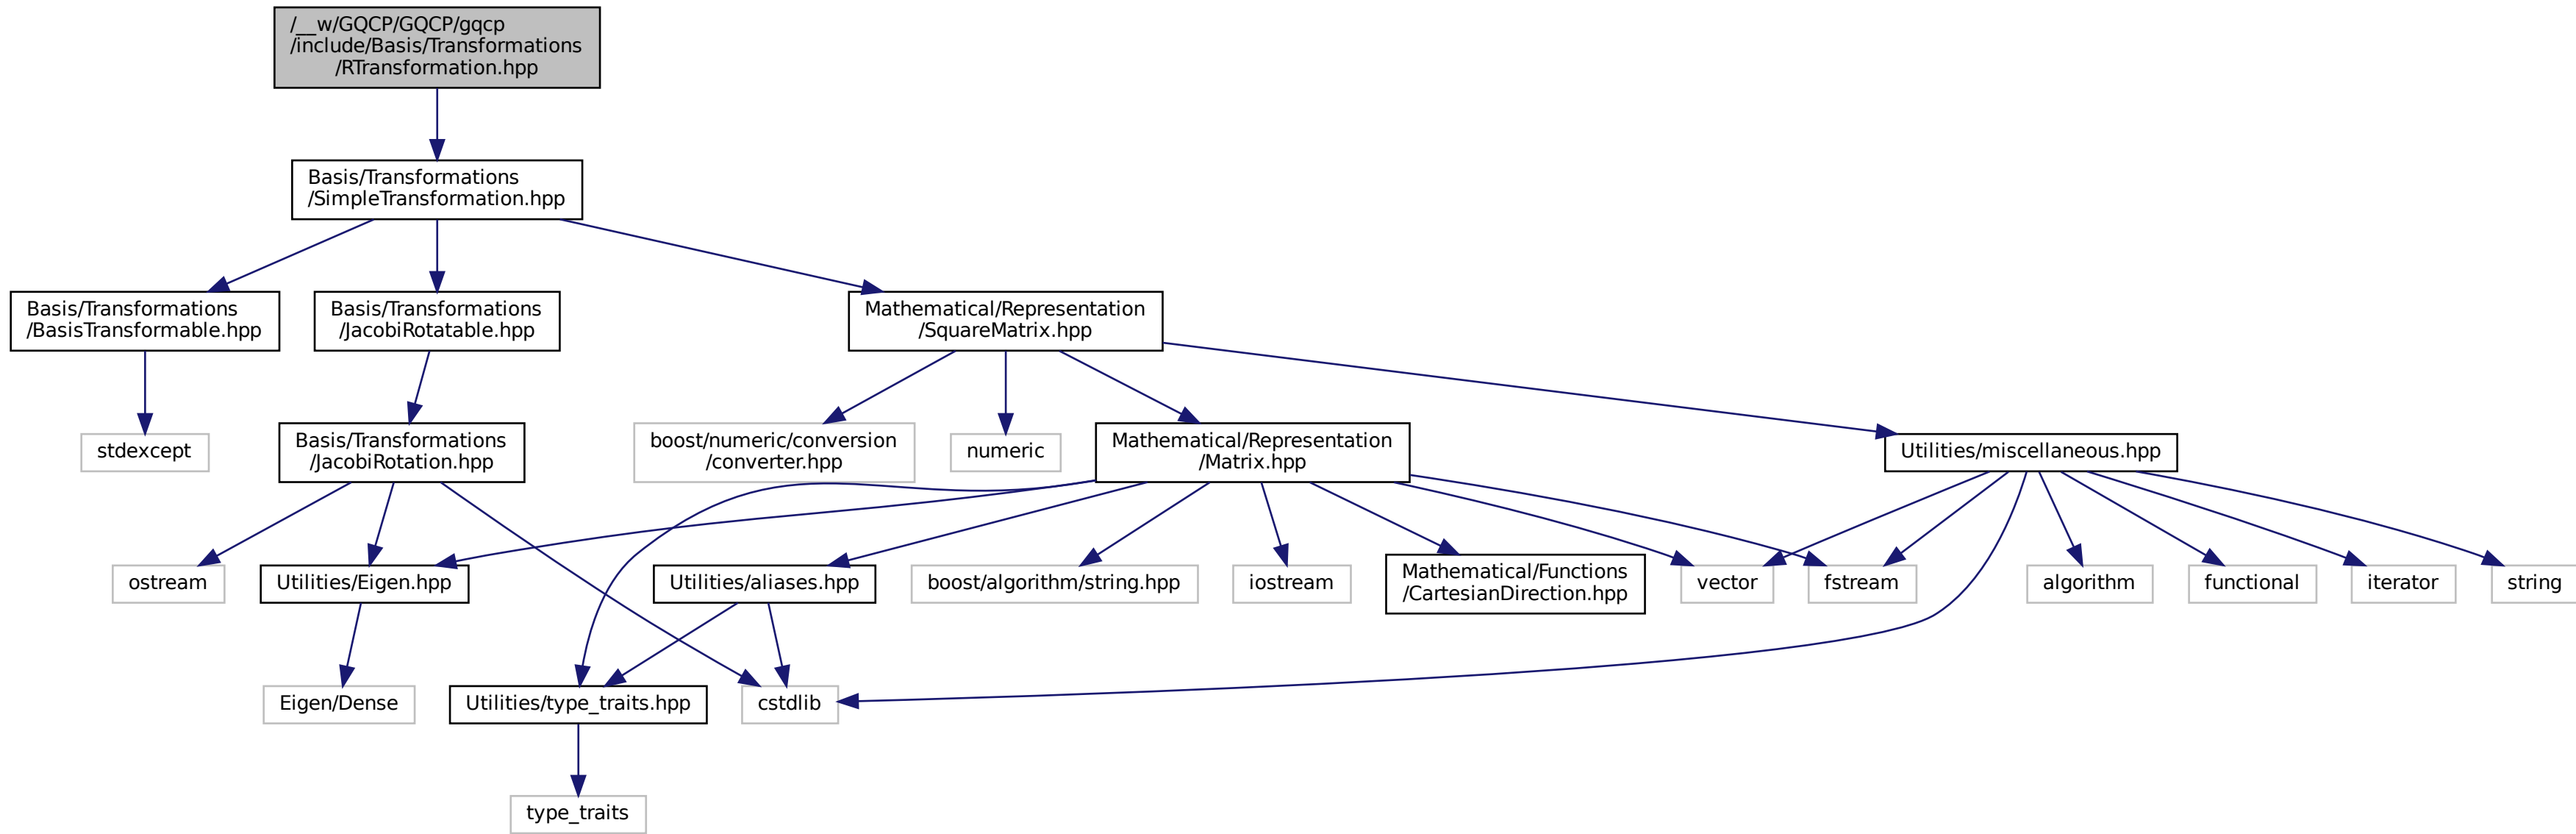 /__w/GQCP/GQCP/gqcp
/include/Basis/Transformations
/RTransformation.hpp
Basis/Transformations
/SimpleTransformation.hpp
Basis/Transformations
/BasisTransformable.hpp
Basis/Transformations
/JacobiRotatable.hpp
Mathematical/Representation
/SquareMatrix.hpp
stdexcept
Basis/Transformations
/JacobiRotation.hpp
boost/numeric/conversion
/converter.hpp
numeric
Mathematical/Representation
/Matrix.hpp
Utilities/miscellaneous.hpp
ostream
Utilities/Eigen.hpp
Utilities/aliases.hpp
boost/algorithm/string.hpp
iostream
Mathematical/Functions
/CartesianDirection.hpp
vector
fstream
algorithm
functional
iterator
string
Eigen/Dense
Utilities/type_traits.hpp
cstdlib
type_traits